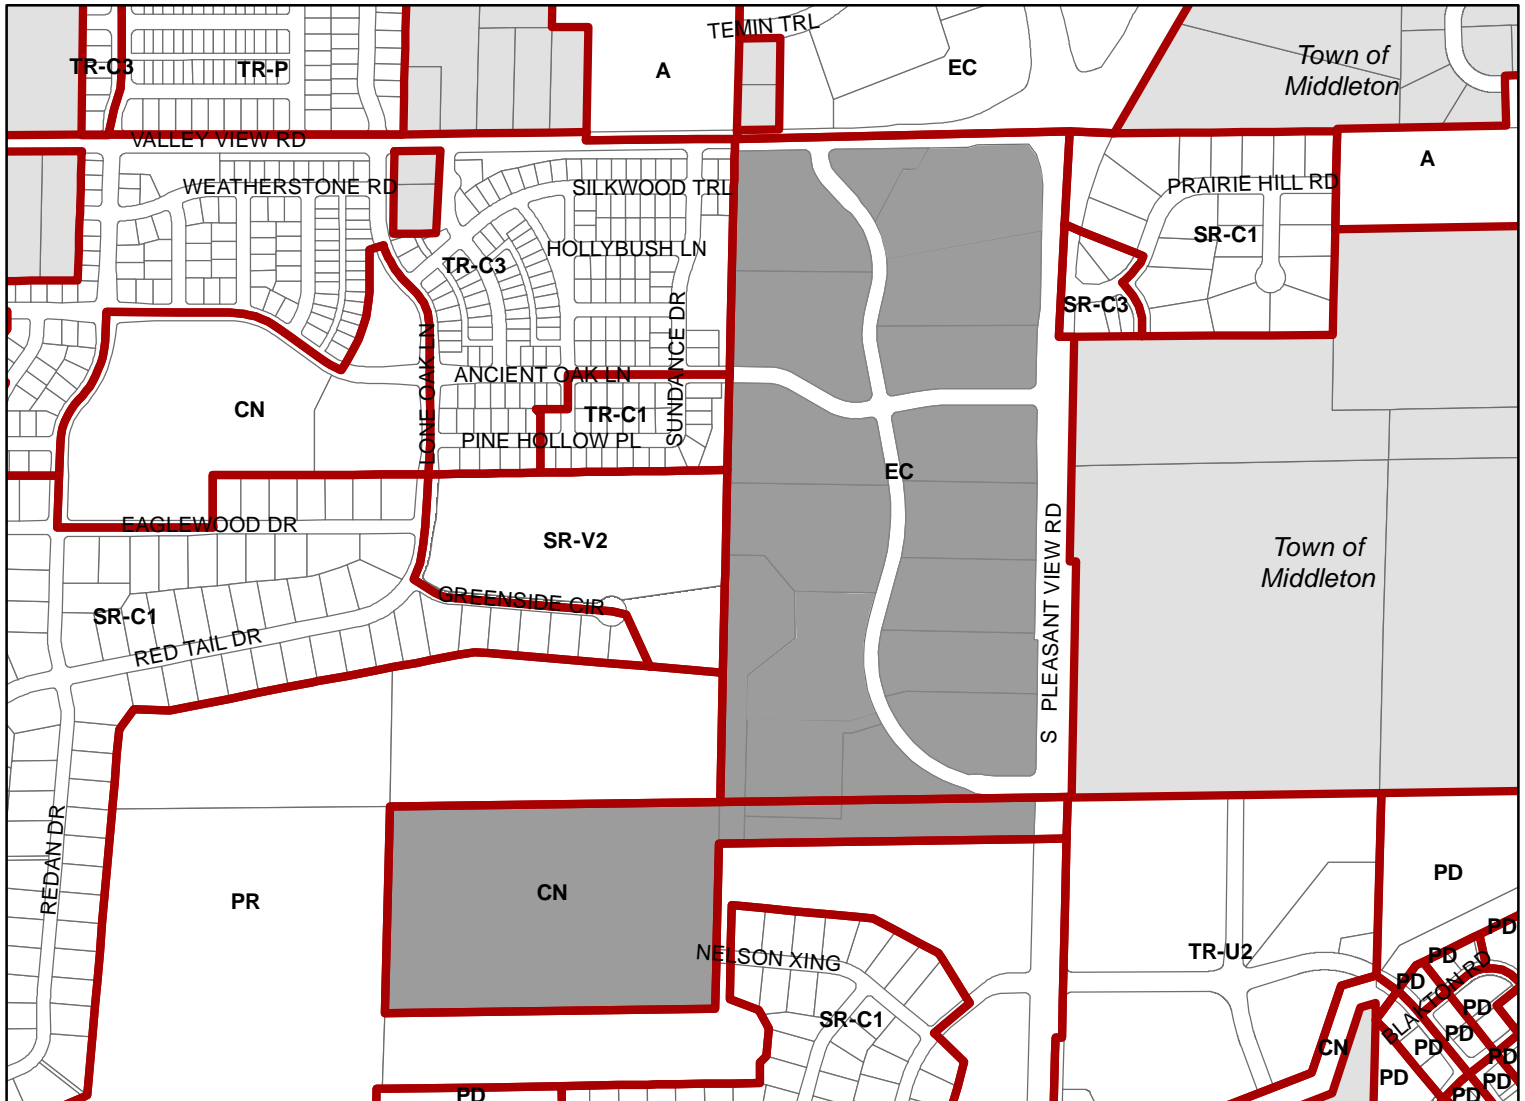 TEMIN TRL
TR-C3
TR-P
A
EC
Town of
Middleton
VALLEY VIEW RD
A
WEATHERSTONE RD
SILKWOOD TRL
PRAIRIE HILL RD
HOLLYBUSH LN
SR-C1
TR-C3
SR-C3
SUNDANCE DR
LONE OAK LN
ANCIENT OAK LN
CN
TR-C1
PINE HOLLOW PL
EC
EAGLEWOOD DR
SR-V2
S PLEASANT VIEW RD
Town of
Middleton
GREENSIDE CIR
SR-C1
RED TAIL DR
REDAN DR
PR
CN
PD
PD
NELSON XING
TR-U2
PD
PD
BLAKTON RD
PD
SR-C1
PD
CN
PD
PD
PD
PD
PD
PD